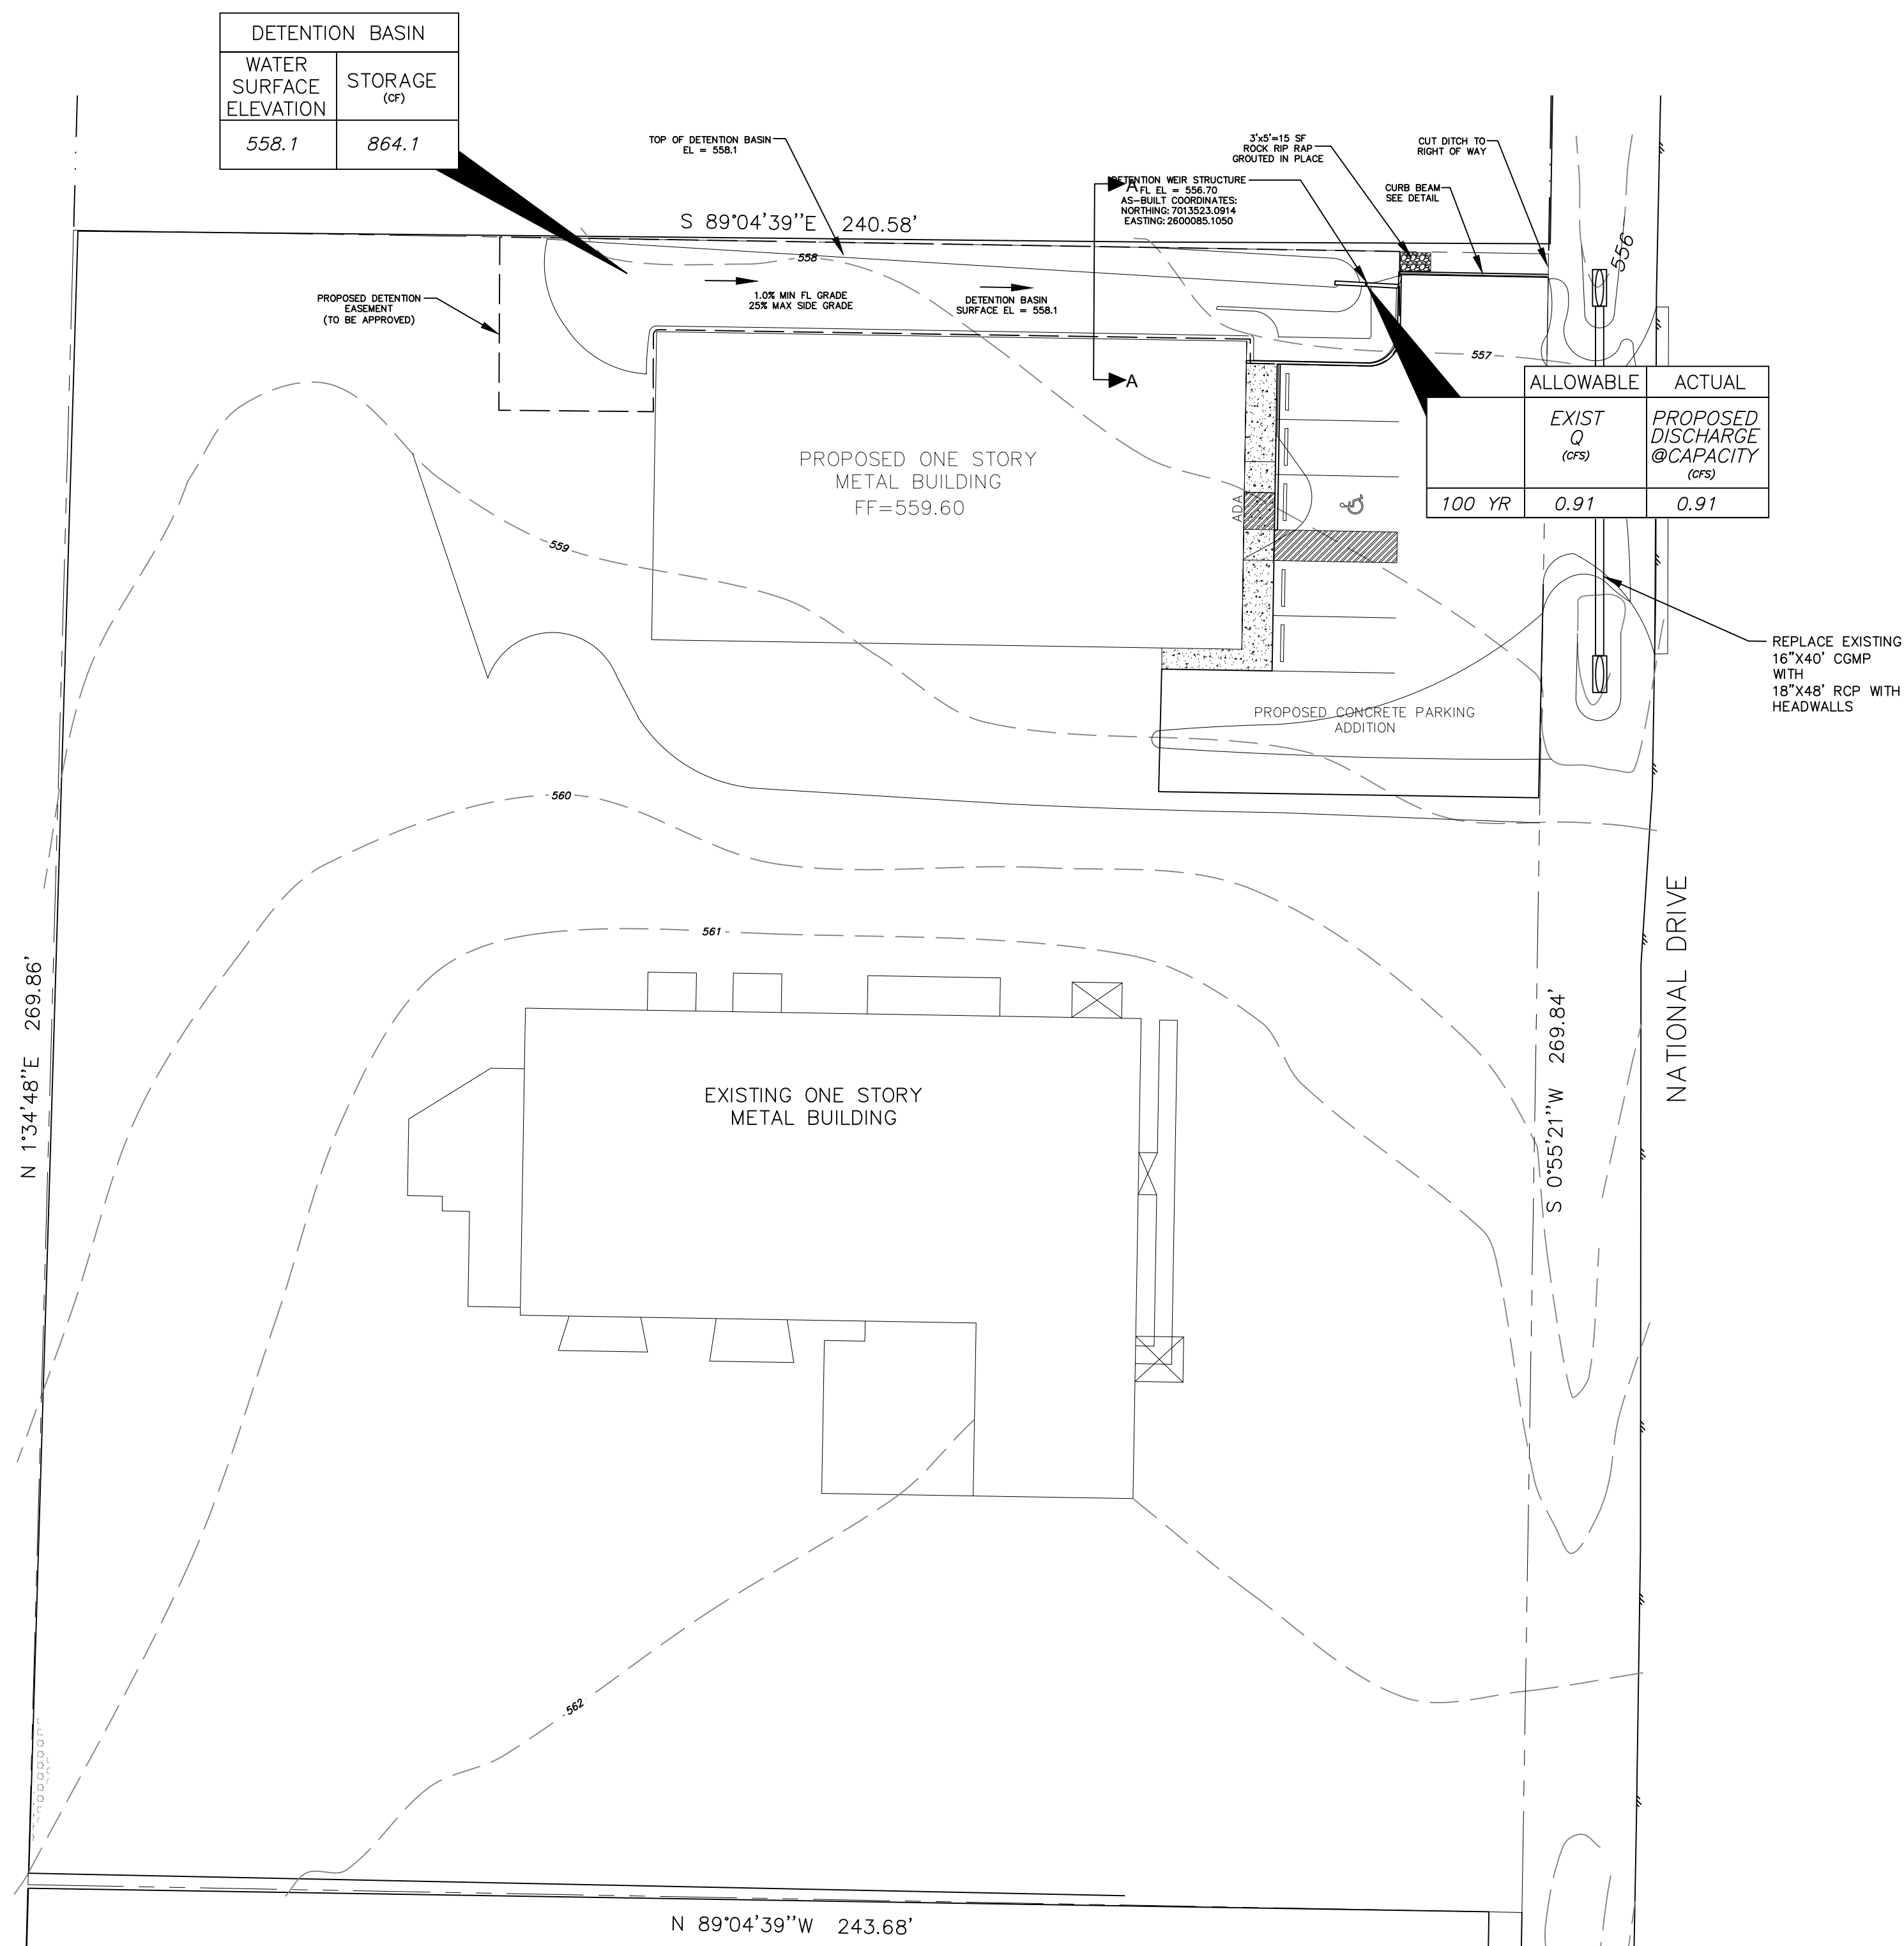 DETENTION BASIN
WATER
SURFACE
ELEVATION
STORAGE
(CF)
558.1
864.1
TOP OF DETENTION BASIN
EL = 558.1
3'x5'=15 SF
ROCK RIP RAP
GROUTED IN PLACE
CUT DITCH TO
RIGHT OF WAY
DETENTION WEIR STRUCTURE
FL EL = 556.70
AS-BUILT COORDINATES:
NORTHING: 7013523.0914
EASTING: 2600085.1050
A
CURB BEAM
SEE DETAIL
S 89°04'39''E 240.58'
556
558
1.0% MIN FL GRADE
25% MAX SIDE GRADE
DETENTION BASIN
SURFACE EL = 558.1
PROPOSED DETENTION
EASEMENT
(TO BE APPROVED)
557
A
ALLOWABLE
ACTUAL
EXIST
Q
(CFS)
PROPOSED
DISCHARGE
@CAPACITY
(CFS)
100 YR
0.91
0.91
PROPOSED ONE STORY
METAL BUILDING
FF=559.60
ADA
559
REPLACE EXISTING
16"X40' CGMP
WITH
18"X48' RCP WITH
HEADWALLS
PROPOSED CONCRETE PARKING
ADDITION
560
561
NATIONAL DRIVE
N 1°34'48''E 269.86'
S 0°55'21''W 269.84'
EXISTING ONE STORY
METAL BUILDING
562
N 89°04'39''W 243.68'